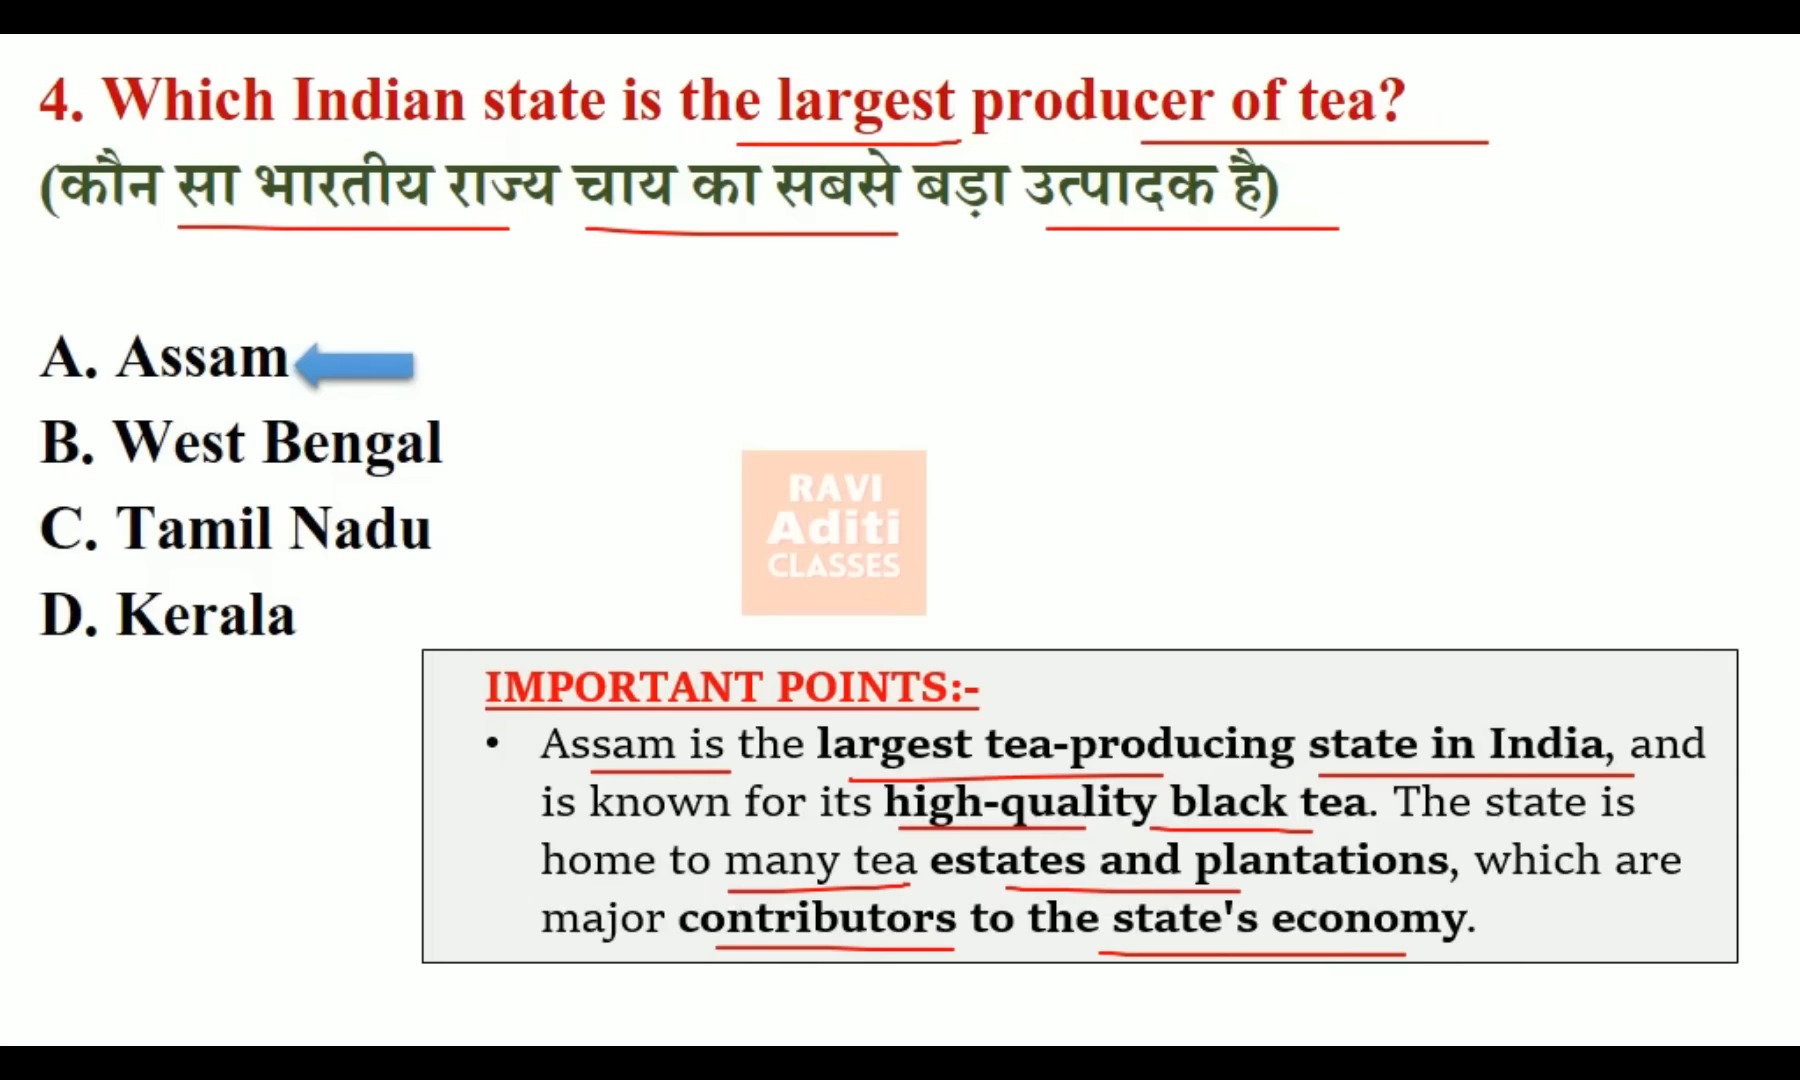 4. Which Indian state is the largest producer of tea?
(कौन सा भारतीय राज्य चाय का सबसे बड़ा उत्पादक है)
A. Assam
B. West Bengal
C. Tamil Nadu
D. Kerala
RAVI
Aditi
CLASSES
IMPORTANT POINTS:-
• Assam is the largest tea-producing state in India, and
is known for its high-quality black tea. The state is
home to many tea estates and plantations, which are
major contributors to the state's economy.